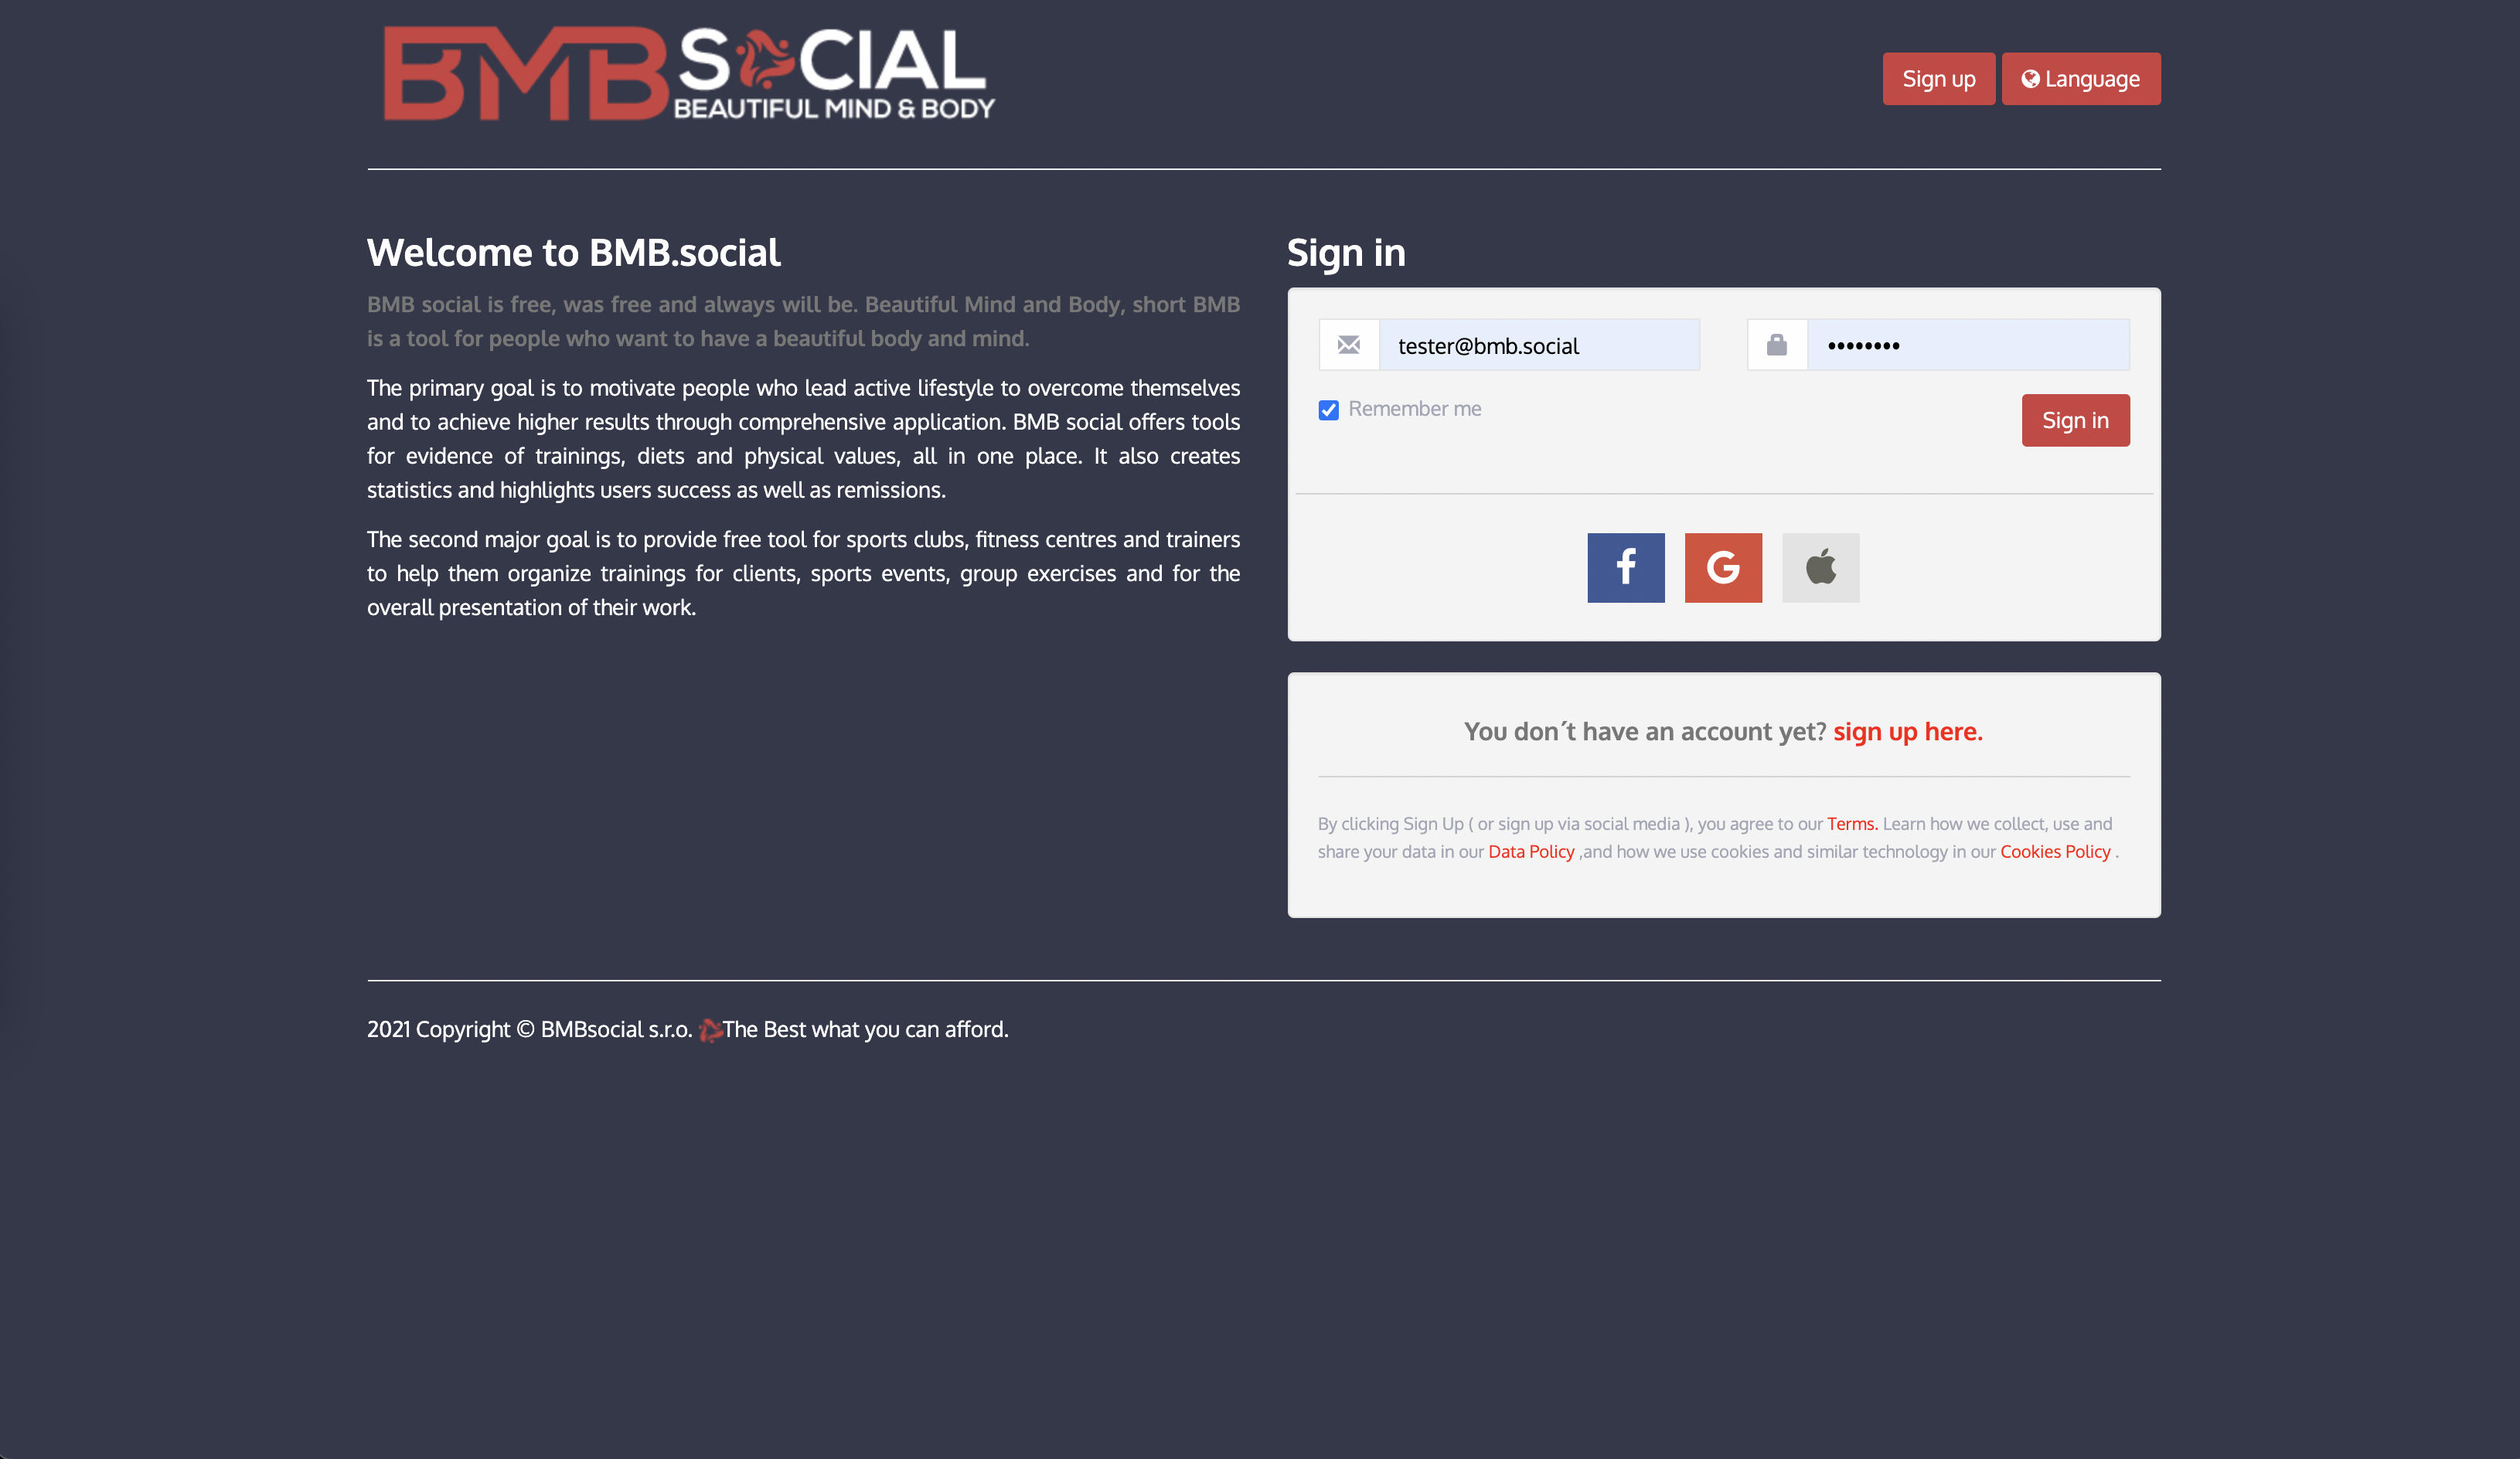 BMBSOCIAL
BEAUTIFUL MIND & BODY
Sign up
Language
Welcome to BMB.social
BMB social is free, was free and always will be. Beautiful Mind and Body, short BMB
is a tool for people who want to have a beautiful body and mind.
The primary goal is to motivate people who lead active lifestyle to overcome themselves
and to achieve higher results through comprehensive application. BMB social offers tools
for evidence of trainings, diets and physical values, all in one place. It also creates
statistics and highlights users success as well as remissions.
The second major goal is to provide free tool for sports clubs, fitness centres and trainers
to help them organize trainings for clients, sports events, group exercises and for the
overall presentation of their work.
Sign in
tester@bmb.social
••••••••
Remember me
Sign in
You don´t have an account yet? sign up here.
By clicking Sign Up ( or sign up via social media ), you agree to our Terms. Learn how we collect, use and
share your data in our Data Policy ,and how we use cookies and similar technology in our Cookies Policy .
2021 Copyright © BMBsocial s.r.o. The Best what you can afford.